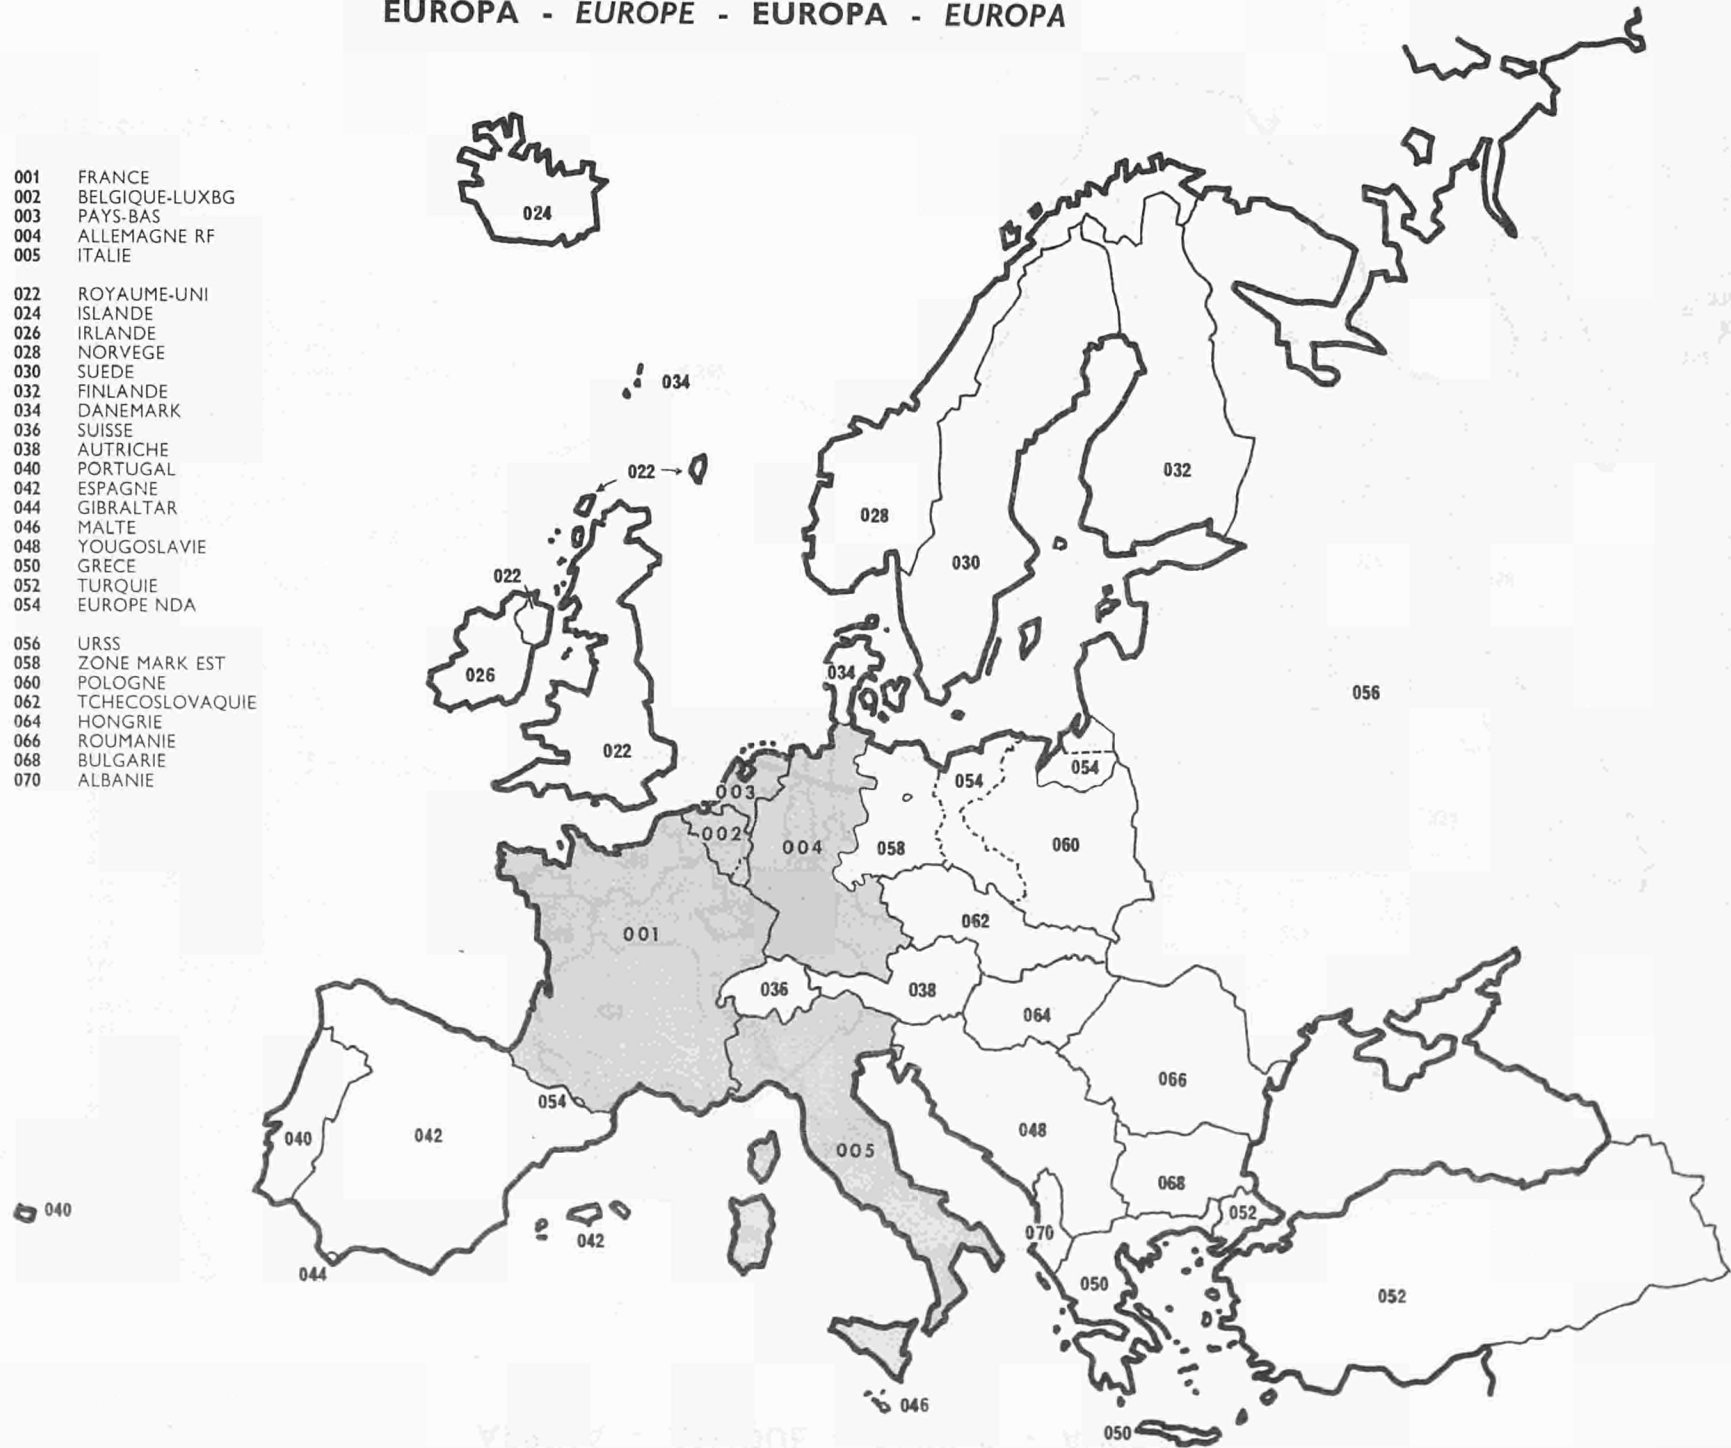 EUROPA - EUROPE - EUROPA - EUROPA
001 FRANCE
002 BELGIQUE-LUXBG
003 PAYS-BAS
004 ALLEMAGNE RF
005 ITALIE
022 ROYAUME-UNI
024 ISLANDE
026 IRLANDE
028 NORVEGE
030 SUEDE
032 FINLANDE
034 DANEMARK
036 SUISSE
038 AUTRICHE
040 PORTUGAL
042 ESPAGNE
044 GIBRALTAR
046 MALTE
048 YOUGOSLAVIE
050 GRECE
052 TURQUIE
054 EUROPE NDA
056 URSS
058 ZONE MARK EST
060 POLOGNE
062 TCHECOSLOVAQUIE
064 HONGRIE
066 ROUMANIE
068 BULGARIE
070 ALBANIE
024
034
022
032
028
030
022
026
034
056
022
054
054
003
002
004
058
060
001
062
036
038
064
066
054
040
042
005
048
068
040
042
070
052
044
050
052
046
050